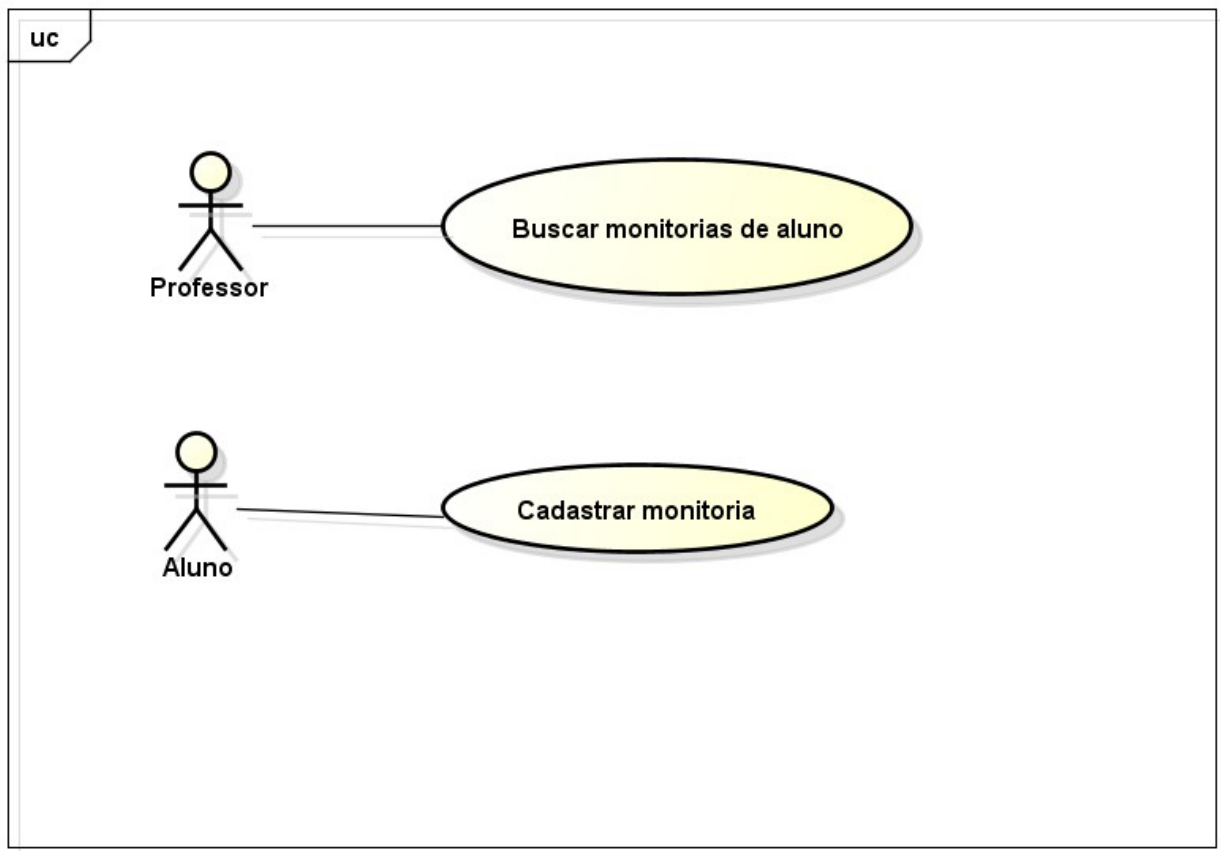 uc
Buscar monitorias de aluno
Professor
Cadastrar monitoria
Aluno